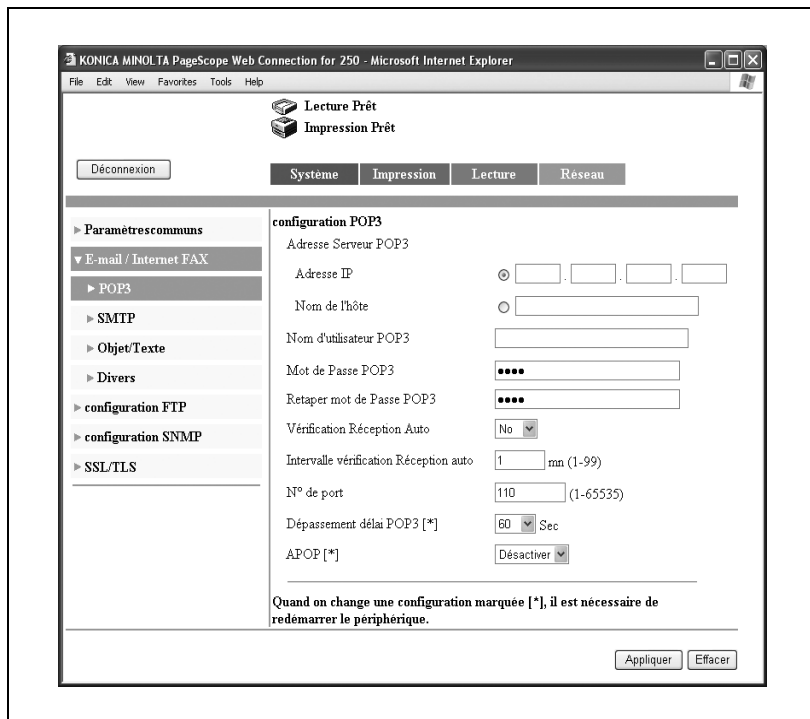 KONICA MINOLTA PageScope Web Connection for 250 - Microsoft Internet Explorer
File Edit View Favorites Tools Help
Lecture Prêt
Impression Prêt
Déconnexion
Système Impression Lecture Réseau
Paramètrescommuns
E-mail / Internet FAX
POP3
SMTP
Objet/Texte
Divers
configuration FTP
configuration SNMP
SSL/TLS
configuration POP3
Adresse Serveur POP3
Adresse IP . . .
Nom de l'hôte
Nom d'utilisateur POP3
Mot de Passe POP3 ••••
Retaper mot de Passe POP3 ••••
Vérification Réception Auto No
Intervalle vérification Réception auto 1 mn (1-99)
N° de port 110 (1-65535)
Dépassement délai POP3 [*] 60 Sec
APOP [*] Désactiver
Quand on change une configuration marquée [*], il est nécessaire de
redémarrer le périphérique.
Appliquer Effacer